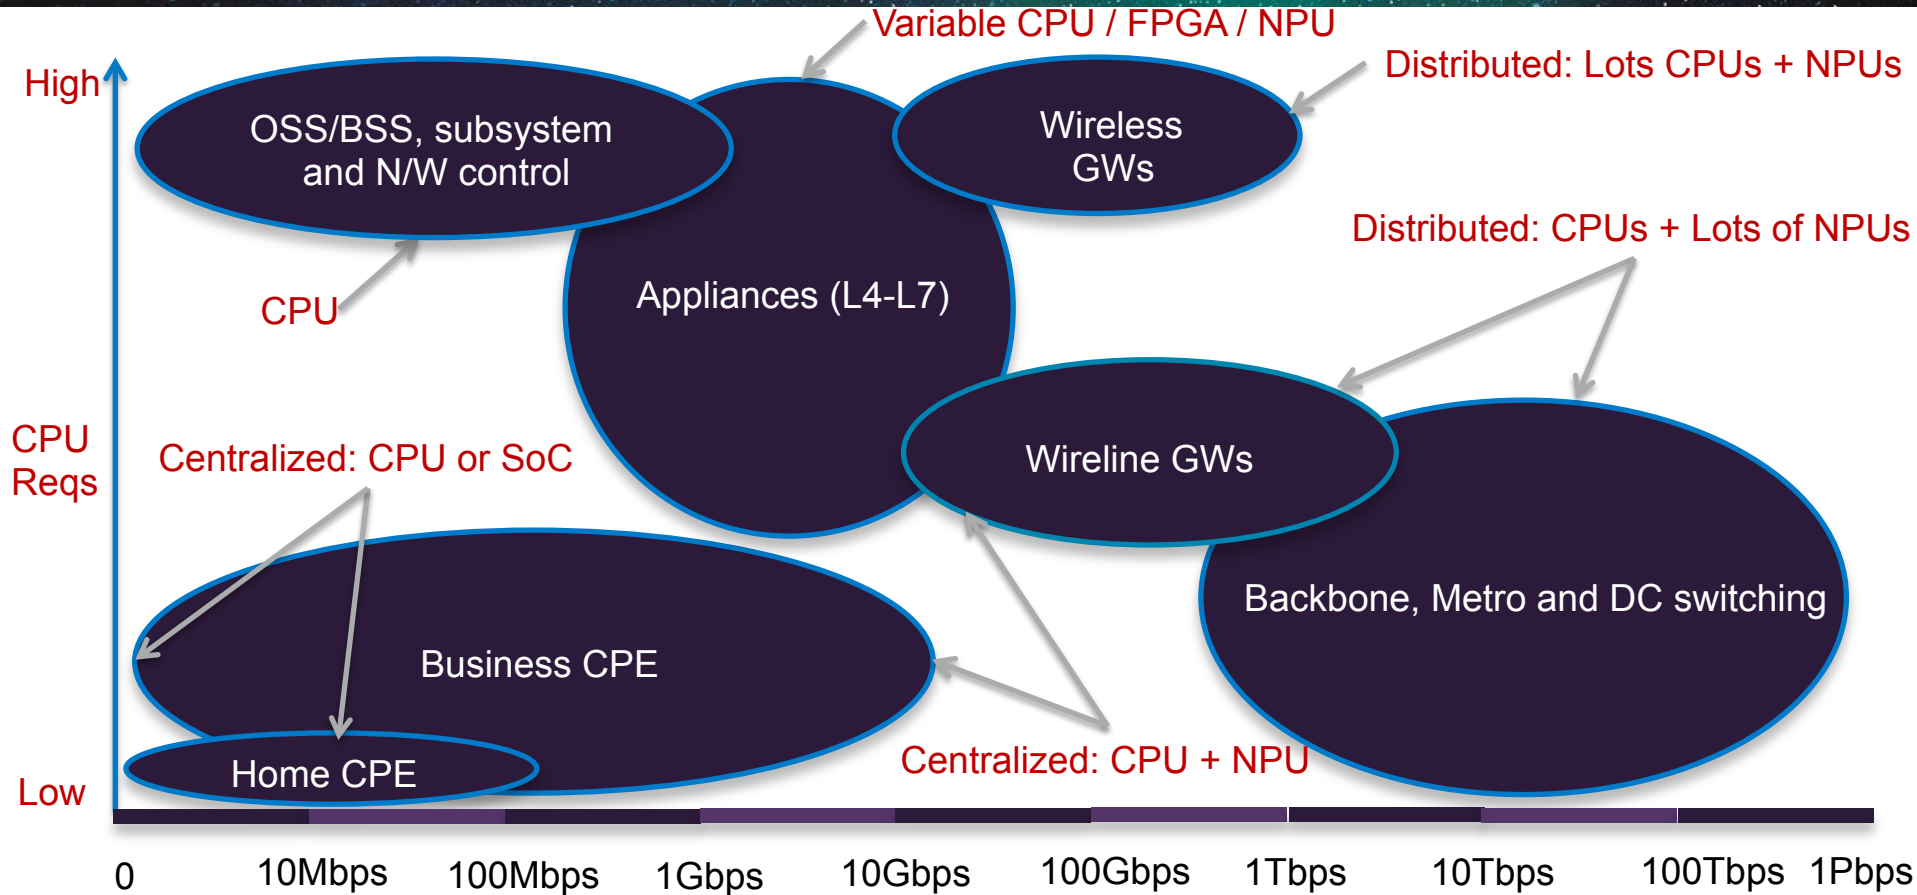 Variable CPU / FPGA / NPU
High
Distributed: Lots CPUs + NPUs
OSS/BSS, subsystem
and N/W control
Wireless
GWs
Distributed: CPUs + Lots of NPUs
CPU
Appliances (L4-L7)
CPU
Reqs
Centralized: CPU or SoC
Wireline GWs
Backbone, Metro and DC switching
Business CPE
Centralized: CPU + NPU
Home CPE
Low
0 10Mbps 100Mbps 1Gbps 10Gbps 100Gbps 1Tbps 10Tbps 100Tbps 1Pbps